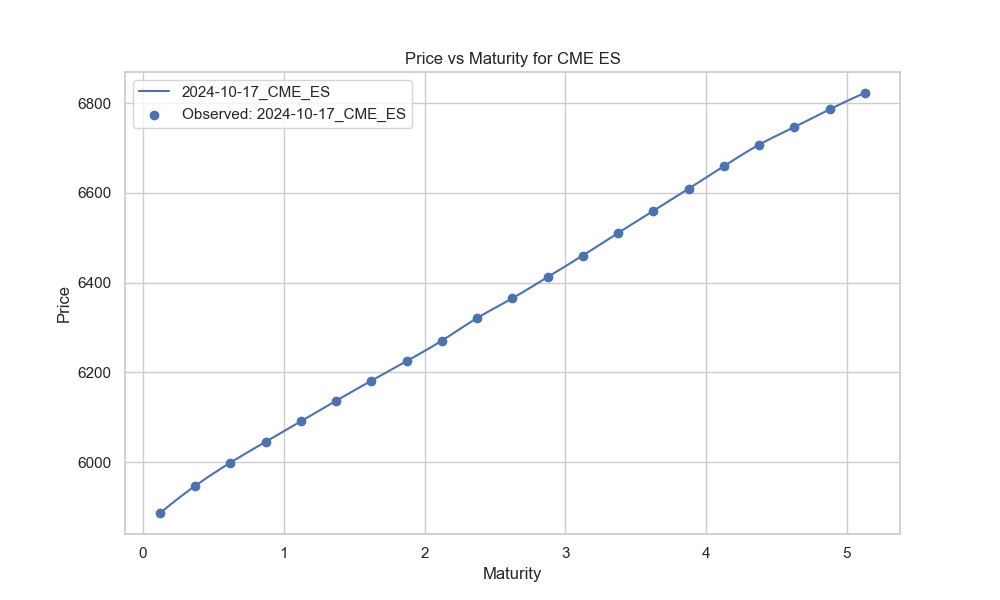 Price vs Maturity for CME ES
2024-10-17_CME_ES
Observed: 2024-10-17_CME_ES
Price
6800
6600
6400
6200
6000
0 1 2 3 4 5
Maturity